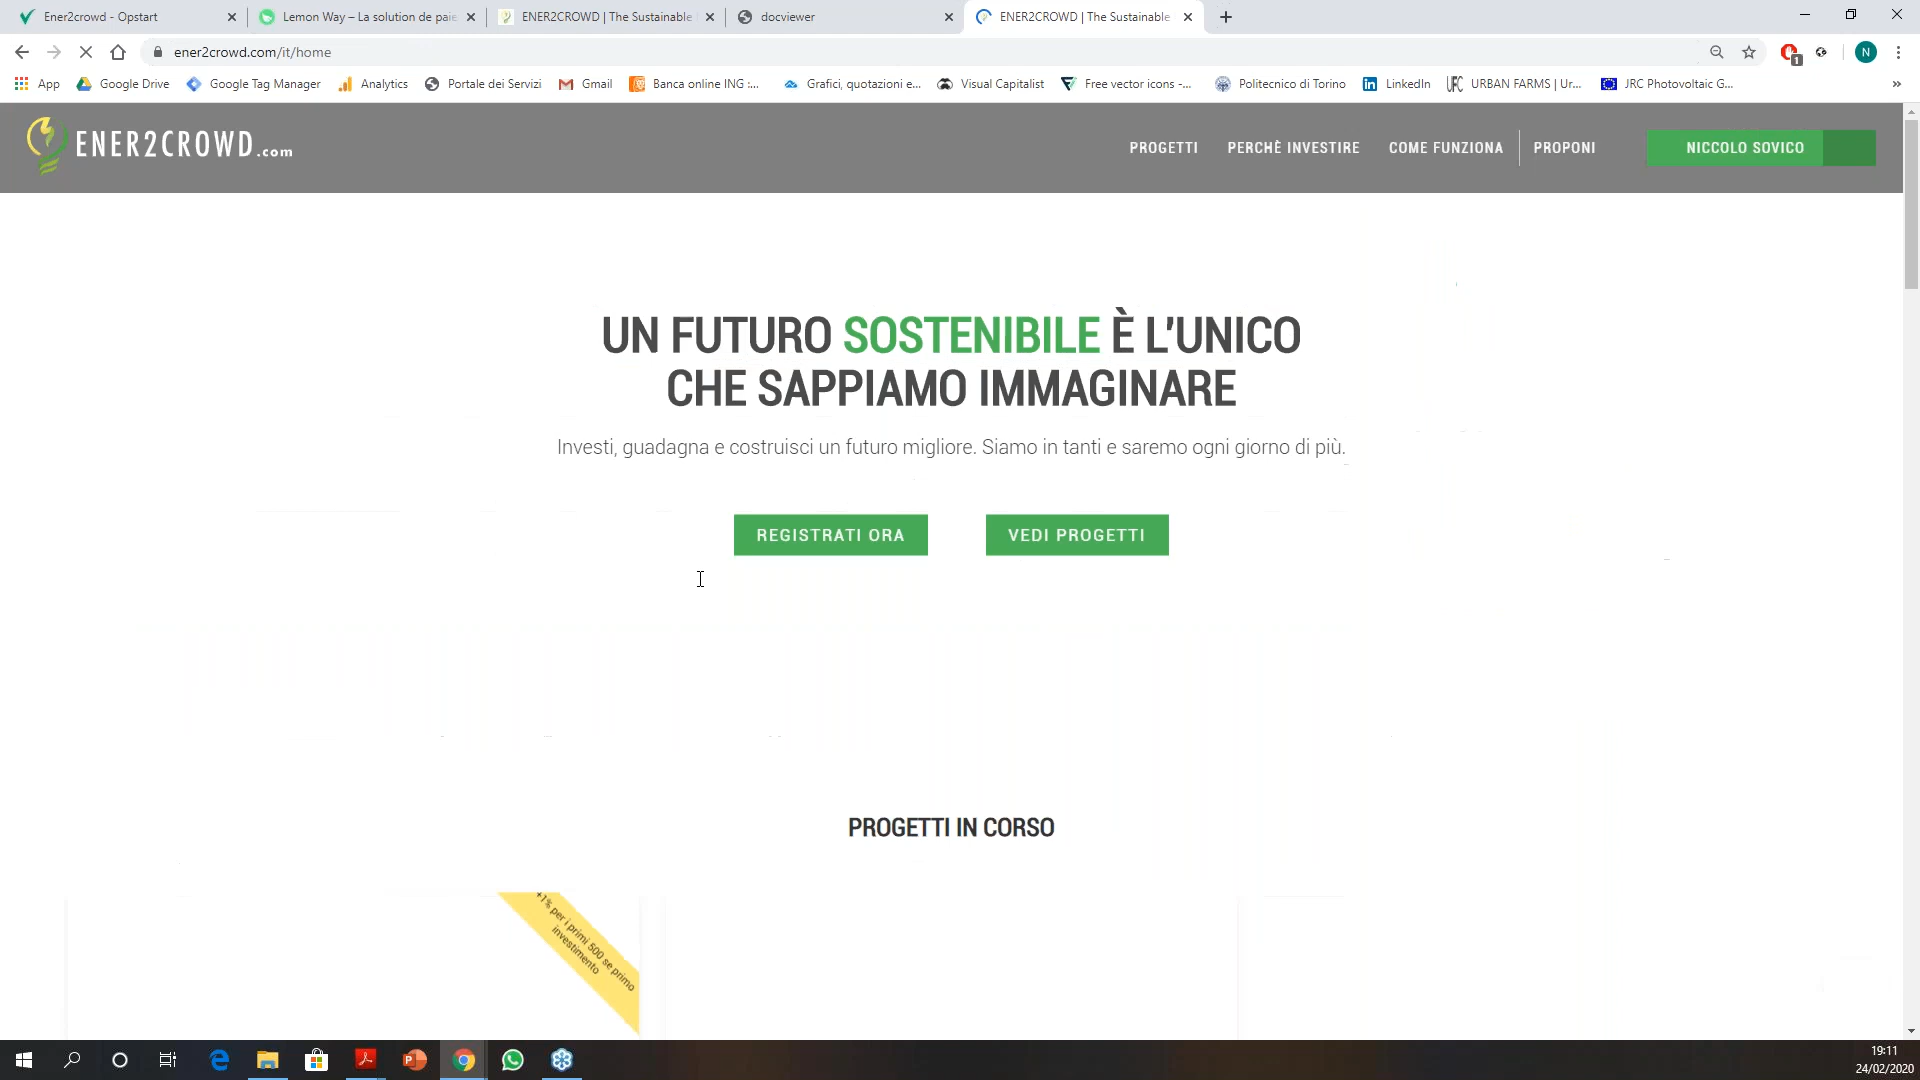 Ener2crowd - Opstart
Lemon Way – La solution de paie
ENER2CROWD | The Sustainable
docviewer
ENER2CROWD | The Sustainable
ener2crowd.com/it/home
1
N
App
Google Drive
Google Tag Manager
Analytics
Portale dei Servizi
Gmail
Banca online ING :...
Grafici, quotazioni e...
Visual Capitalist
Free vector icons -...
Politecnico di Torino
LinkedIn
UFC
URBAN FARMS | Ur...
JRC Photovoltaic G...
»
ENER2CROWD.com
PROGETTI
PERCHÈ INVESTIRE
COME FUNZIONA
PROPONI
NICCOLO SOVICO
UN FUTURO SOSTENIBILE È L'UNICO
CHE SAPPIAMO IMMAGINARE
Investi, guadagna e costruisci un futuro migliore. Siamo in tanti e saremo ogni giorno di più.
REGISTRATI ORA
VEDI PROGETTI
PROGETTI IN CORSO
+1% per i primi 500 se primo
investimento
19:11
24/02/2020